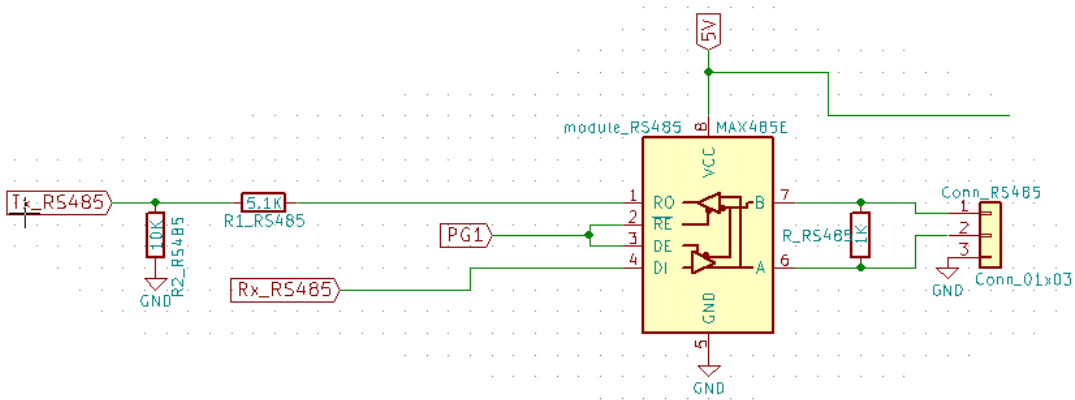 5V
module_RS485 8 MAX485E
VCC
Tx_RS485 5.1K 1 RO B 7 Conn_RS485
R1_RS485 2 RE 1
10K R2_RS485 PG1 3 DE R_RS485 1K 2
4 DI A 6 3
GND Rx_RS485 GND Conn_01x03
GND
5
GND